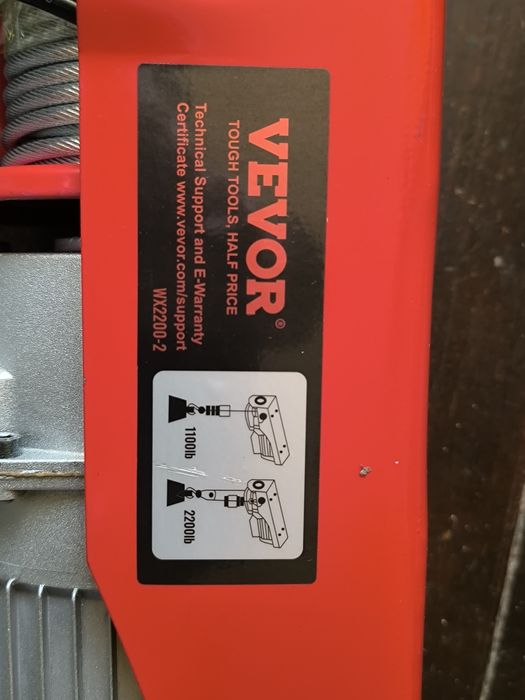 VEVOR®
TOUGH TOOLS, HALF PRICE
Technical Support and E-Warranty
Certificate www.vevor.com/support
WX2200-2
1100lb
2200lb